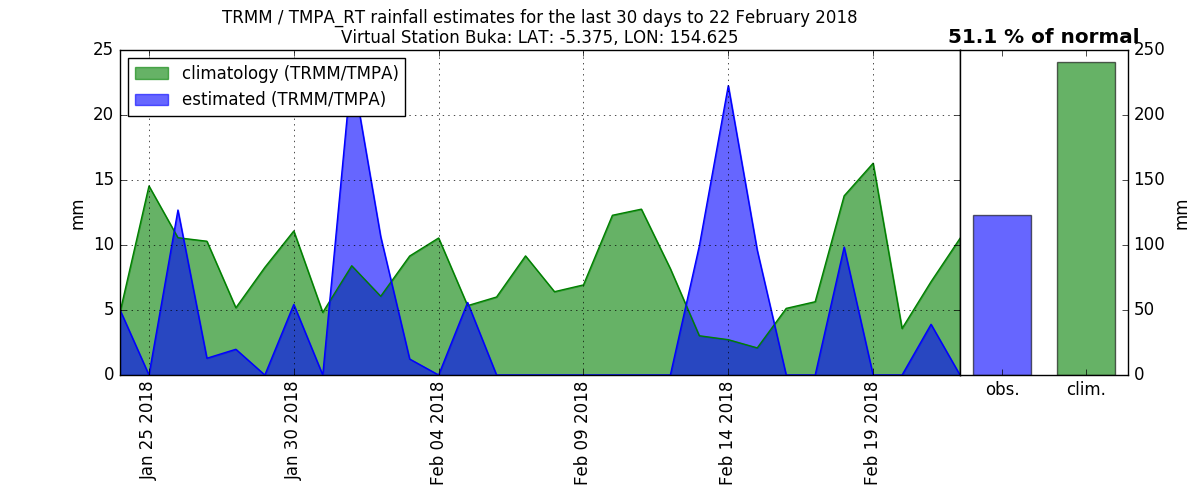 TRMM / TMPA_RT rainfall estimates for the last 30 days to 22 February 2018
Virtual Station Buka: LAT: -5.375, LON: 154.625
51.1 % of normal
climatology (TRMM/TMPA)
estimated (TRMM/TMPA)
25
20
15
10
5
0
mm
250
200
150
100
50
0
mm
Jan 25 2018
Jan 30 2018
Feb 04 2018
Feb 09 2018
Feb 14 2018
Feb 19 2018
obs.
clim.